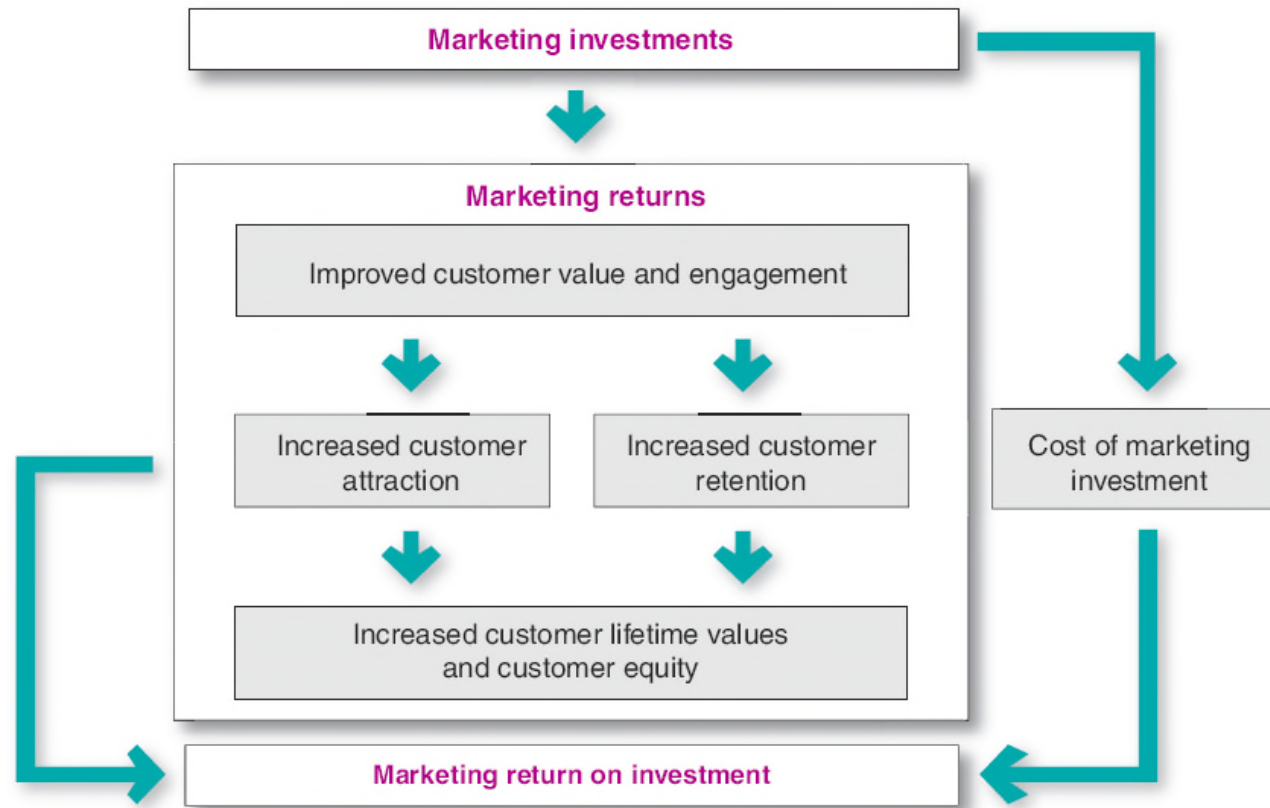 Marketing investments
Marketing returns
Improved customer value and engagement
Increased customer
attraction
Increased customer
retention
Cost of marketing
investment
Increased customer lifetime values
and customer equity
Marketing return on investment